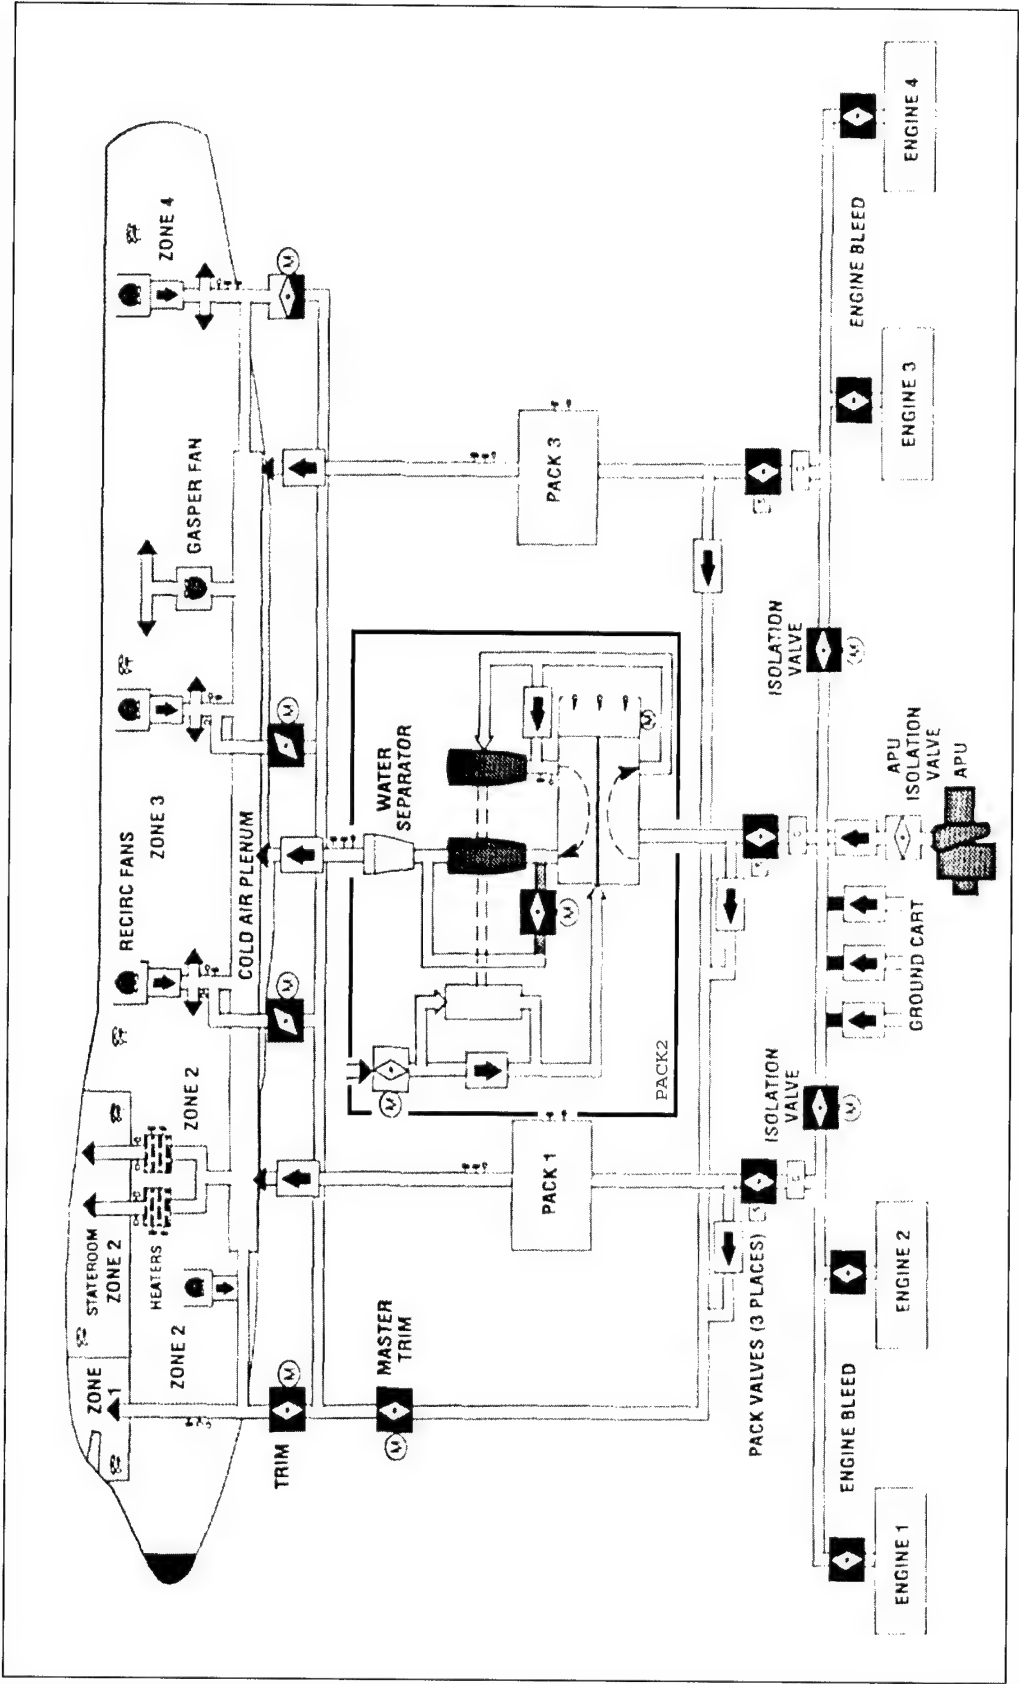 ZONE
1
STATEROOM
ZONE 2
HEATERS
ZONE 2
ZONE 2
RECIRC FANS
ZONE 3
COLD AIR PLENUM
GASPER FAN
ZONE 4
TRIM
M
M
M
M
MASTER
TRIM
M
WATER
SEPARATOR
M
M
M
PACK2
PACK 1
PACK 3
PACK VALVES (3 PLACES)
ISOLATION
VALVE
M
ISOLATION
VALVE
M
APU
ISOLATION
VALVE
APU
GROUND CART
ENGINE BLEED
ENGINE BLEED
ENGINE 1
ENGINE 2
ENGINE 3
ENGINE 4